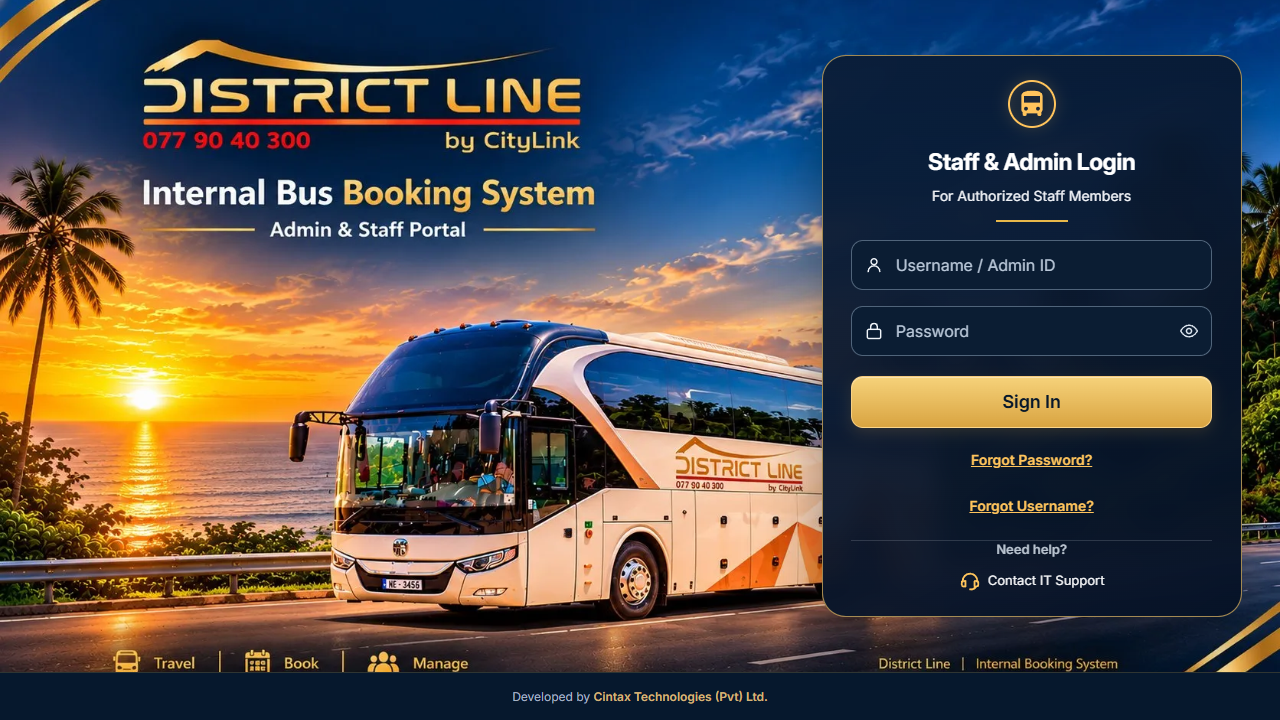 DISTRICT LINE
077 90 40 300 by CityLink
Internal Bus Booking System
Admin & Staff Portal
DISTRICT LINE
077 90 40 300 by CityLink
NE - 3456
Travel | Book | Manage
Staff & Admin Login
For Authorized Staff Members
Username / Admin ID
Password
Sign In
Forgot Password?
Forgot Username?
Need help?
Contact IT Support
District Line | Internal Booking System
Developed by Cintax Technologies (Pvt) Ltd.